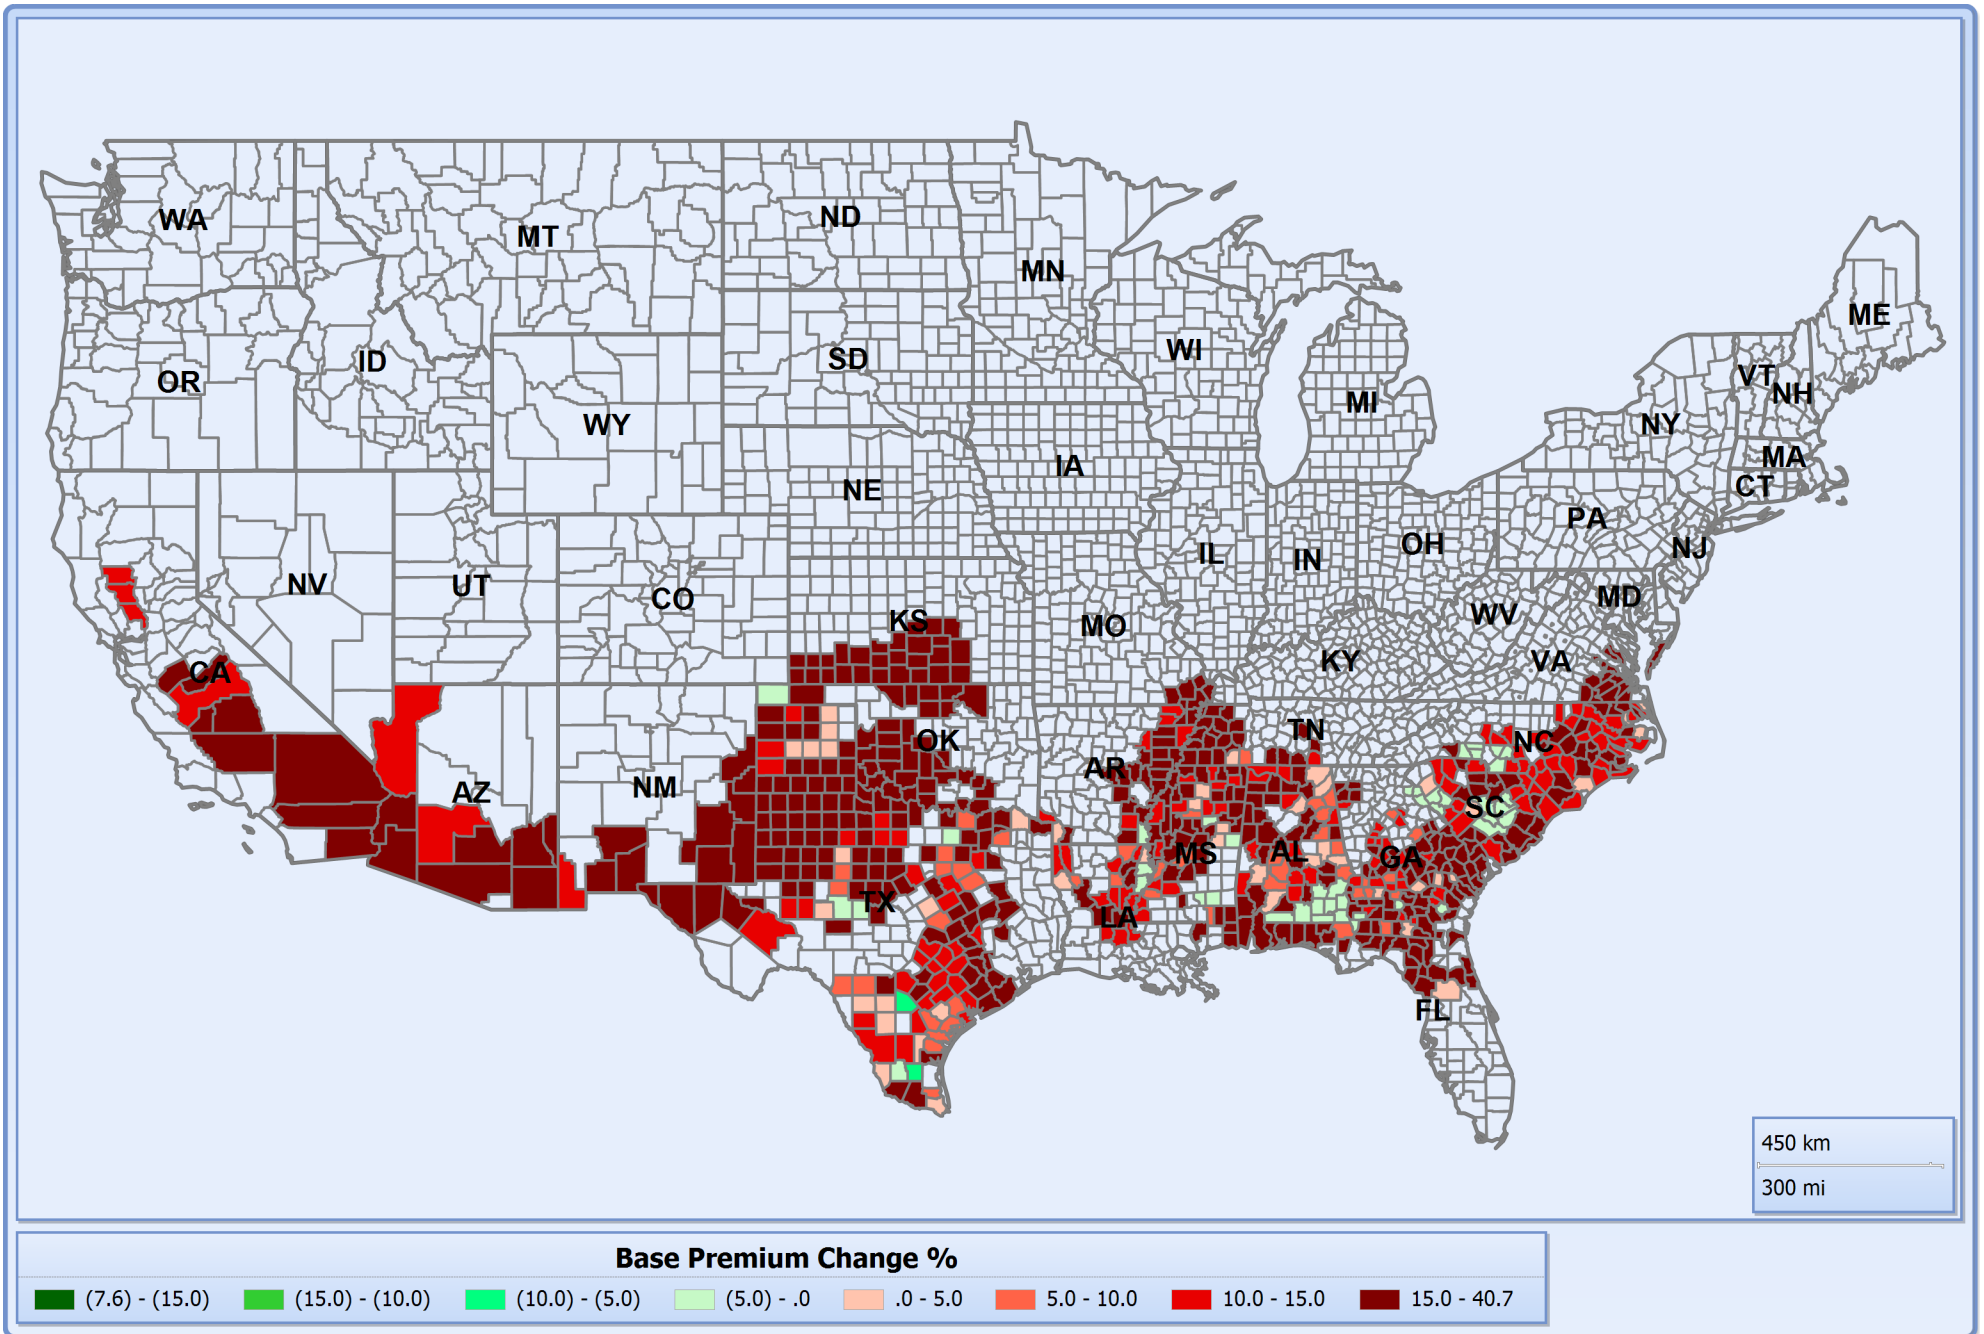 WA
MT
ND
MN
ME
OR
ID
SD
WI
VT
NH
WY
MI
NY
IA
MA
CT
NE
PA
NV
UT
CO
IL
IN
OH
NJ
MD
KS
MO
WV
KY
VA
CA
TN
NC
OK
AZ
NM
AR
SC
MS
AL
GA
TX
LA
FL
450 km
300 mi
Base Premium Change %
(7.6) - (15.0) (15.0) - (10.0) (10.0) - (5.0) (5.0) - .0 .0 - 5.0 5.0 - 10.0 10.0 - 15.0 15.0 - 40.7